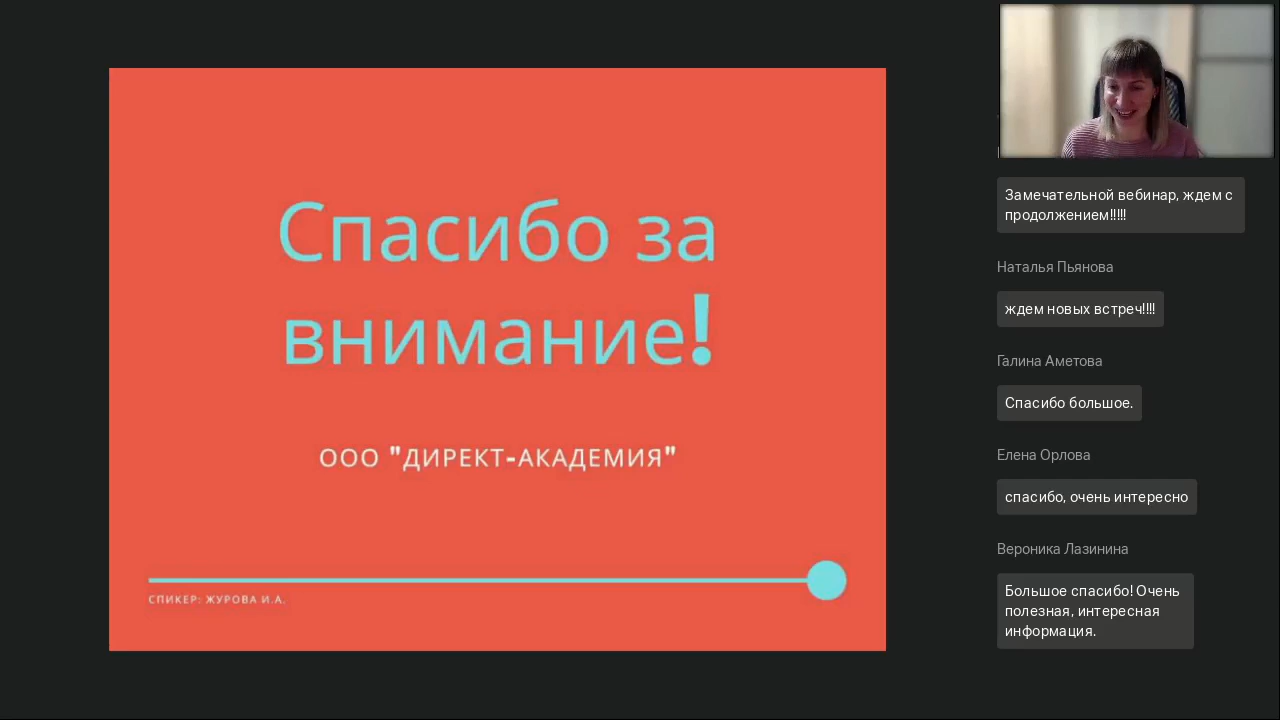 Спасибо за
внимание!
ООО "ДИРЕКТ-АКАДЕМИЯ"
СПИКЕР: ЖУРОВА И.А.
Замечательной вебинар, ждем с
продолжением!!!!!
Наталья Пьянова
ждем новых встреч!!!!
Галина Аметова
Спасибо большое.
Елена Орлова
спасибо, очень интересно
Вероника Лазинина
Большое спасибо! Очень
полезная, интересная
информация.